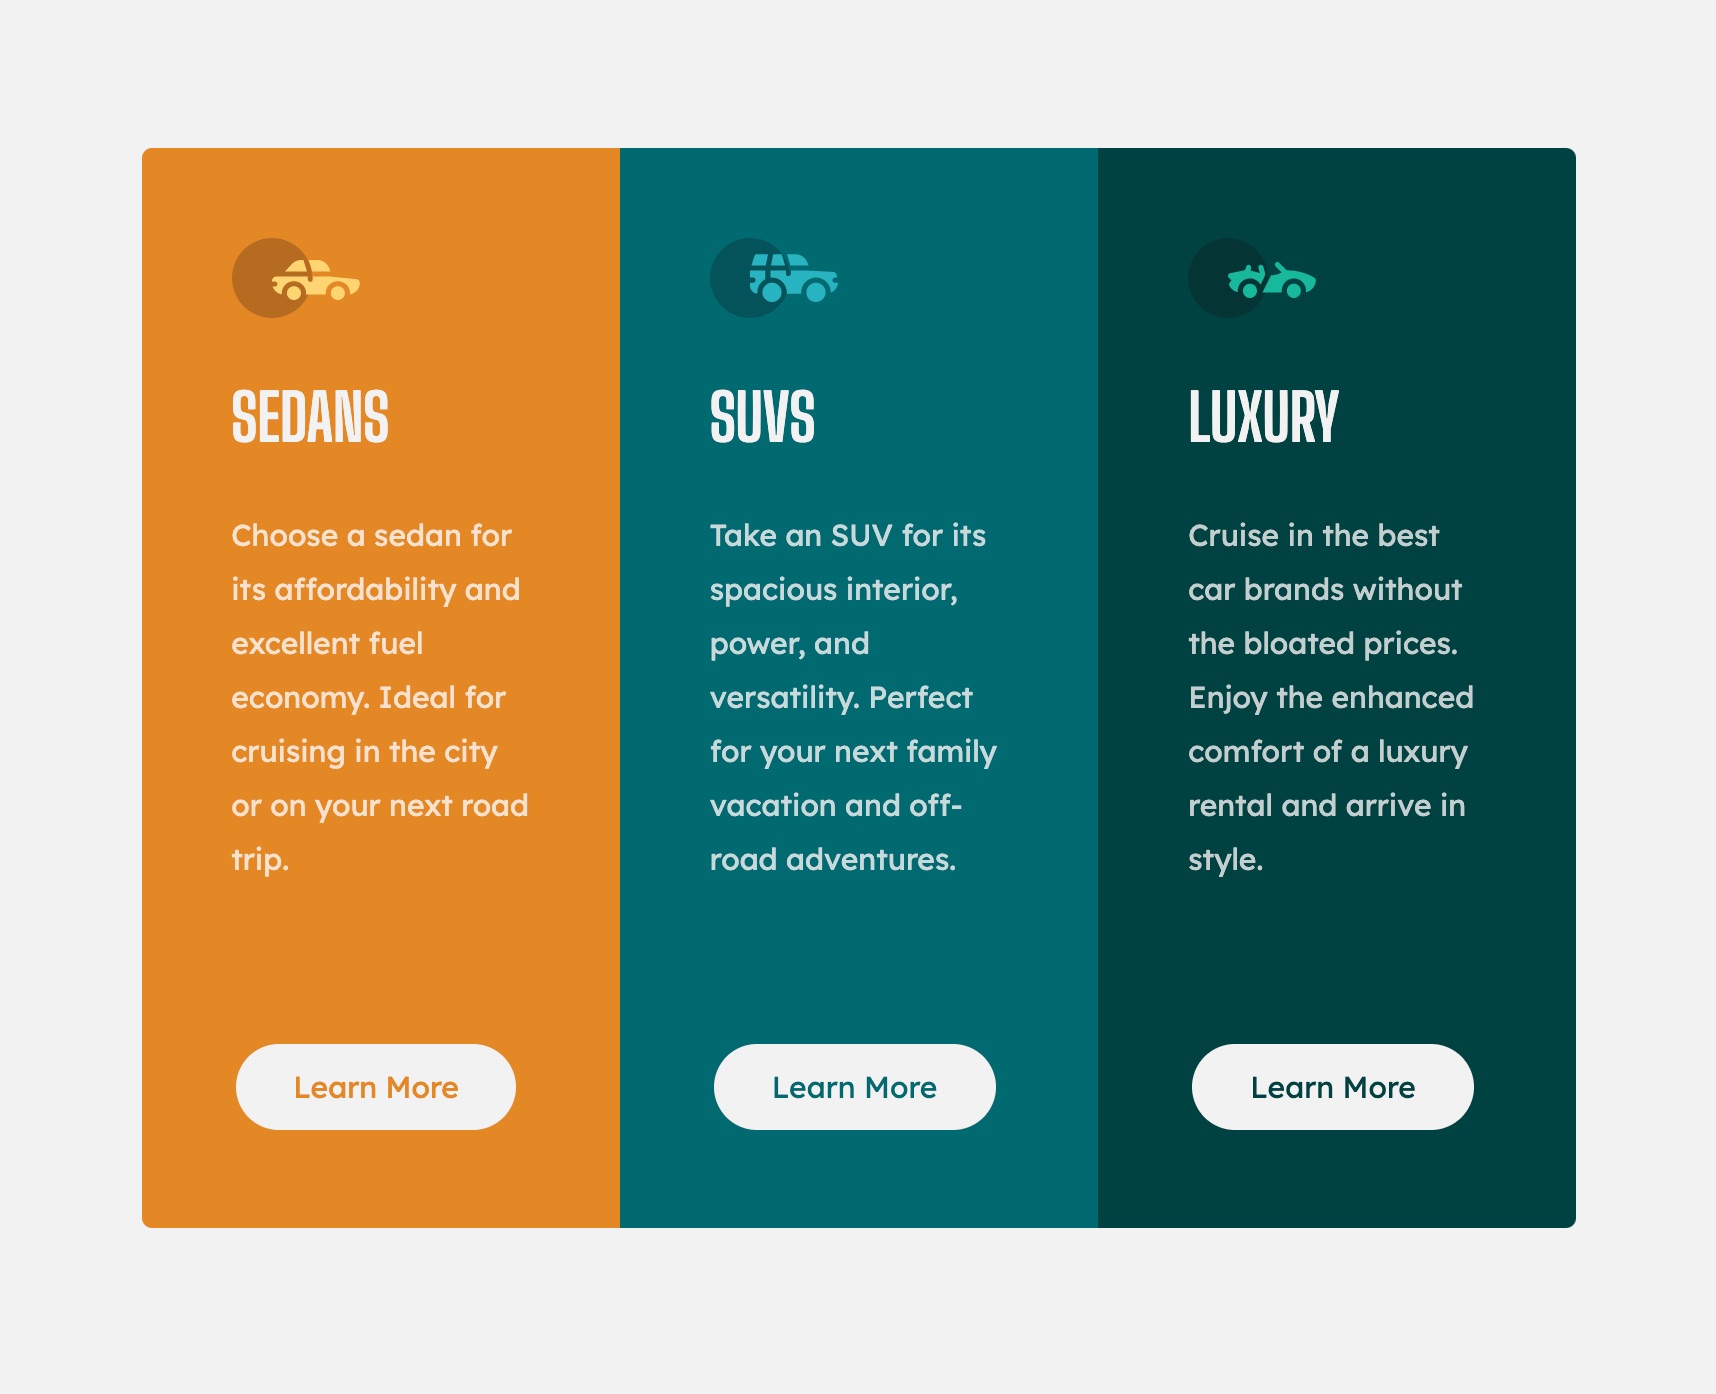 SEDANS
Choose a sedan for
its affordability and
excellent fuel
economy. Ideal for
cruising in the city
or on your next road
trip.
Learn More
SUVS
Take an SUV for its
spacious interior,
power, and
versatility. Perfect
for your next family
vacation and off-
road adventures.
Learn More
LUXURY
Cruise in the best
car brands without
the bloated prices.
Enjoy the enhanced
comfort of a luxury
rental and arrive in
style.
Learn More